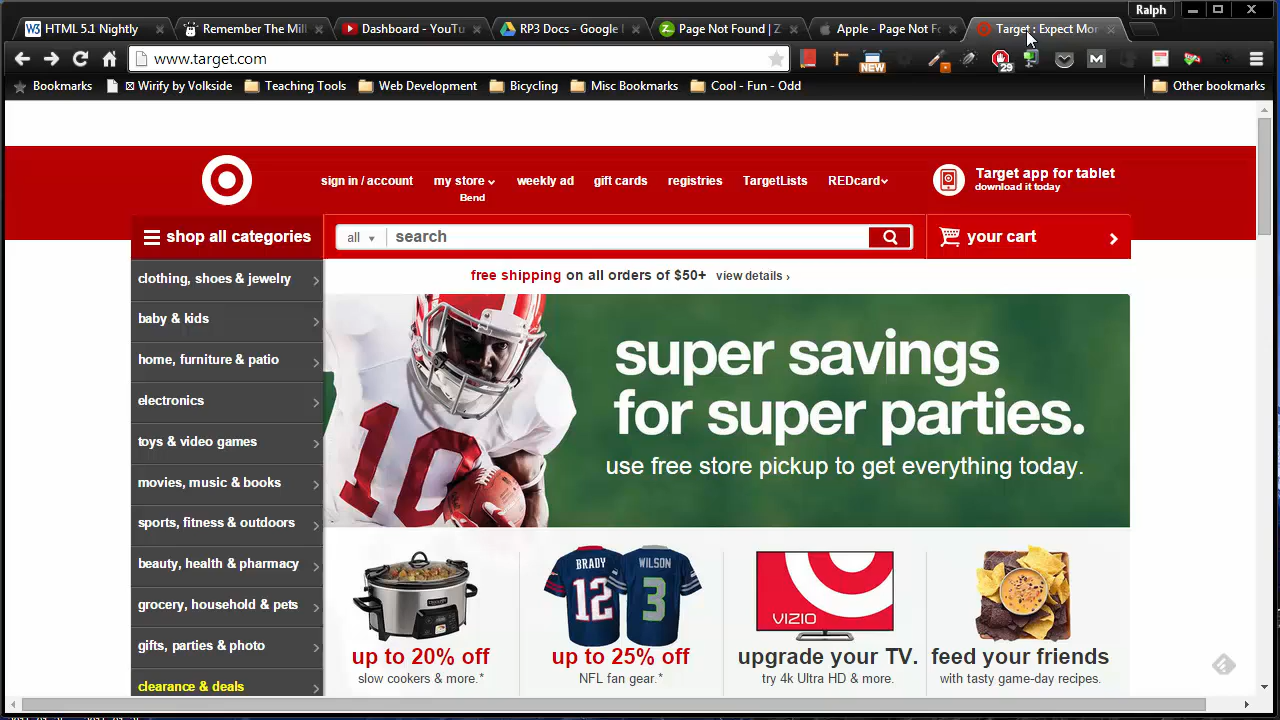 Ralph
HTML 5.1 Nightly
Remember The Mill
Dashboard - YouTu
RP3 Docs - Google
Page Not Found | Z
Apple - Page Not Fo
Target : Expect Mor
www.target.com
NEW
29
M
Bookmarks
Wirify by Volkside
Teaching Tools
Web Development
Bicycling
Misc Bookmarks
Cool - Fun - Odd
Other bookmarks
sign in / account
my store
Bend
weekly ad
gift cards
registries
TargetLists
REDcard
Target app for tablet
download it today
shop all categories
all
search
your cart
free shipping on all orders of $50+ view details ›
clothing, shoes & jewelry
baby & kids
home, furniture & patio
electronics
toys & video games
movies, music & books
sports, fitness & outdoors
beauty, health & pharmacy
grocery, household & pets
gifts, parties & photo
clearance & deals
10
super savings
for super parties.
use free store pickup to get everything today.
BRADY
12
WILSON
3
VIZIO
up to 20% off
slow cookers & more.*
up to 25% off
NFL fan gear.*
upgrade your TV.
try 4k Ultra HD & more.
feed your friends
with tasty game-day recipes.